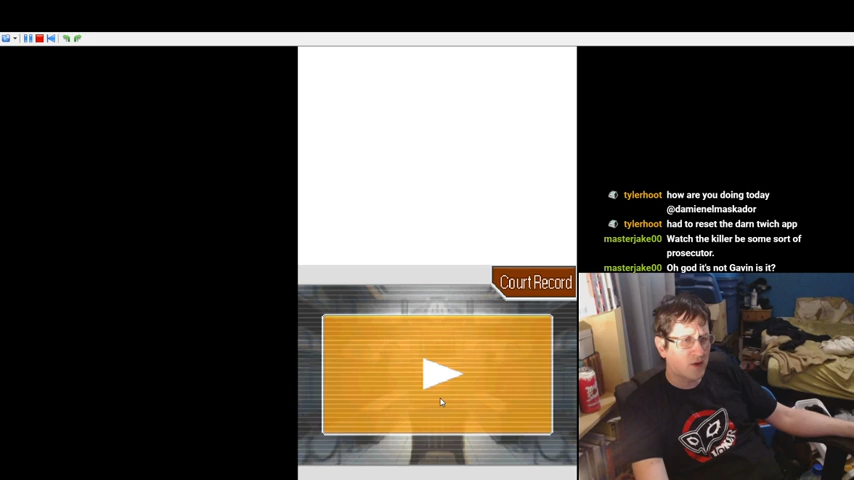 Court Record
tylerhoot how are you doing today
@damienelmaskador
tylerhoot had to reset the darn twich app
masterjake00 Watch the killer be some sort of
prosecutor.
masterjake00 Oh god it's not Gavin is it?
JOKER